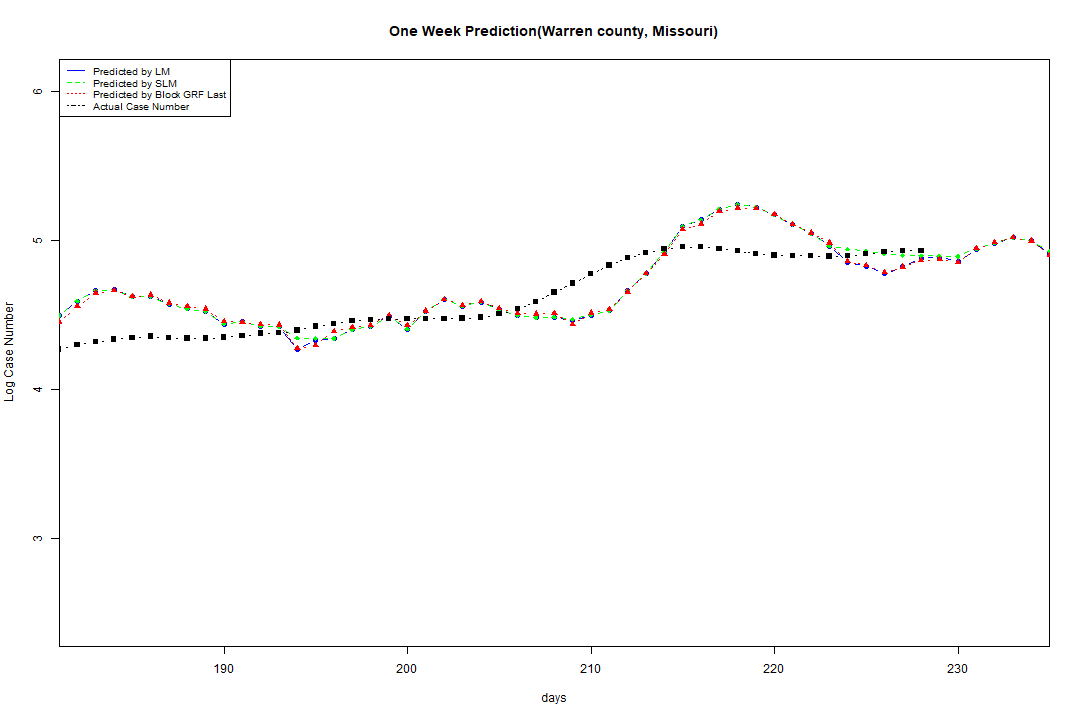 One Week Prediction(Warren county, Missouri)
Predicted by LM
Predicted by SLM
Predicted by Block GRF Last
Actual Case Number
6
5
4
3
Log Case Number
190 200 210 220 230
days